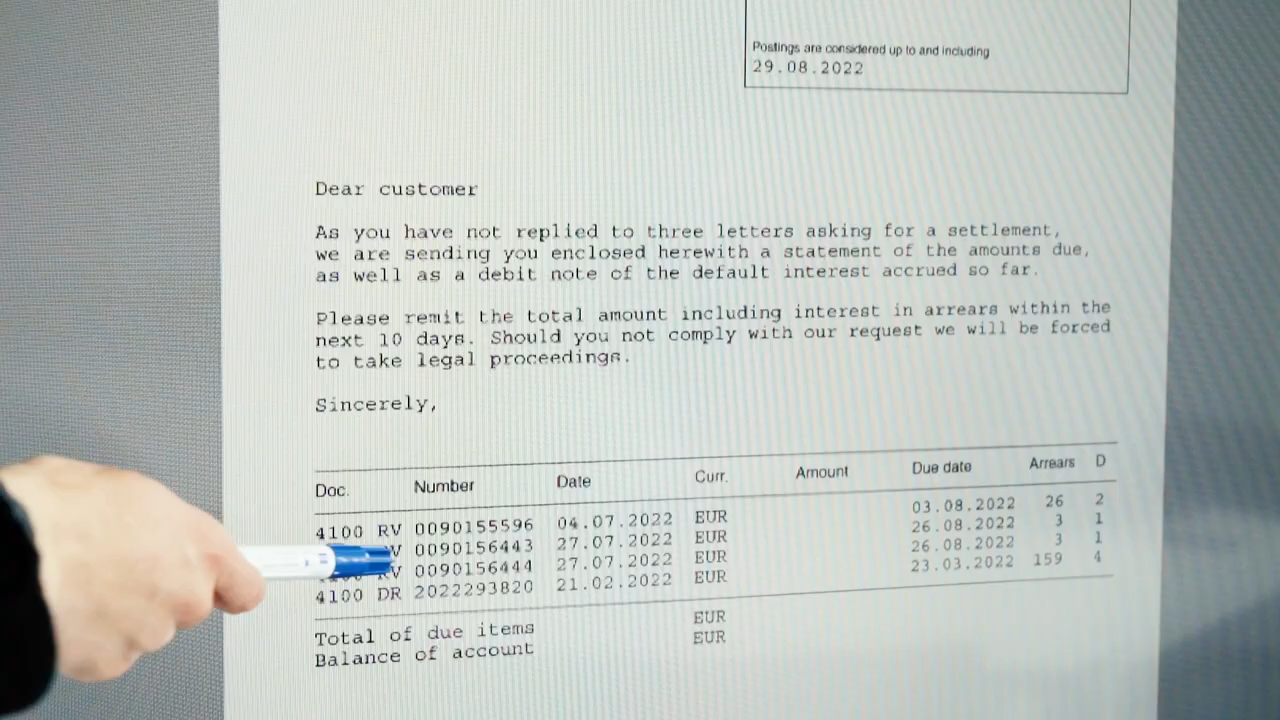 Postings are considered up to and including
29.08.2022
Dear customer
As you have not replied to three letters asking for a settlement,
we are sending you enclosed herewith a statement of the amounts due,
as well as a debit note of the default interest accrued so far.
Please remit the total amount including interest in arrears within the
next 10 days. Should you not comply with our request we will be forced
to take legal proceedings.
Sincerely,
Doc. Number Date Curr. Amount Due date Arrears D
4100 RV 0090155596 04.07.2022 EUR 03.08.2022 26 2
0090156443 27.07.2022 EUR 26.08.2022 3 1
0090156444 27.07.2022 EUR 26.08.2022 3 1
4100 DR 2022293820 21.02.2022 EUR 23.03.2022 159 4
Total of due items EUR
Balance of account EUR